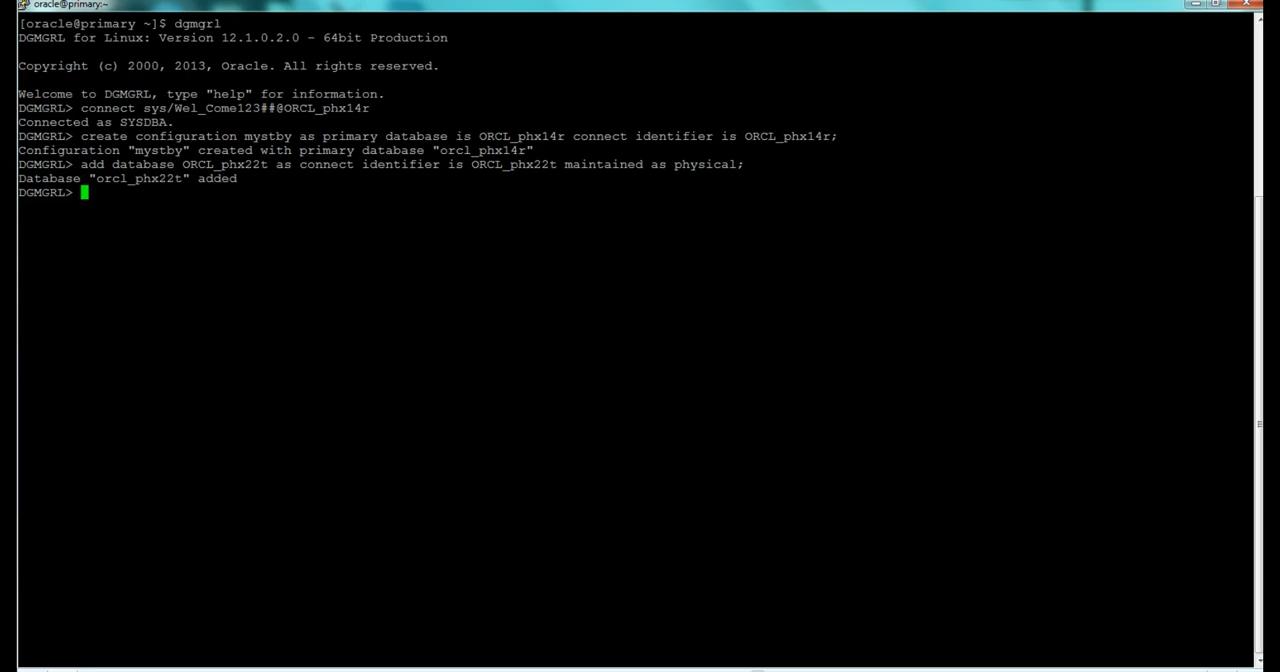 oracle@primary:~
[oracle@primary ~]$ dgmgrl
DGMGRL for Linux: Version 12.1.0.2.0 - 64bit Production
Copyright (c) 2000, 2013, Oracle. All rights reserved.
Welcome to DGMGRL, type "help" for information.
DGMGRL> connect sys/Wel_Come123##@ORCL_phx14r
Connected as SYSDBA.
DGMGRL> create configuration mystby as primary database is ORCL_phx14r connect identifier is ORCL_phx14r;
Configuration "mystby" created with primary database "orcl_phx14r"
DGMGRL> add database ORCL_phx22t as connect identifier is ORCL_phx22t maintained as physical;
Database "orcl_phx22t" added
DGMGRL>